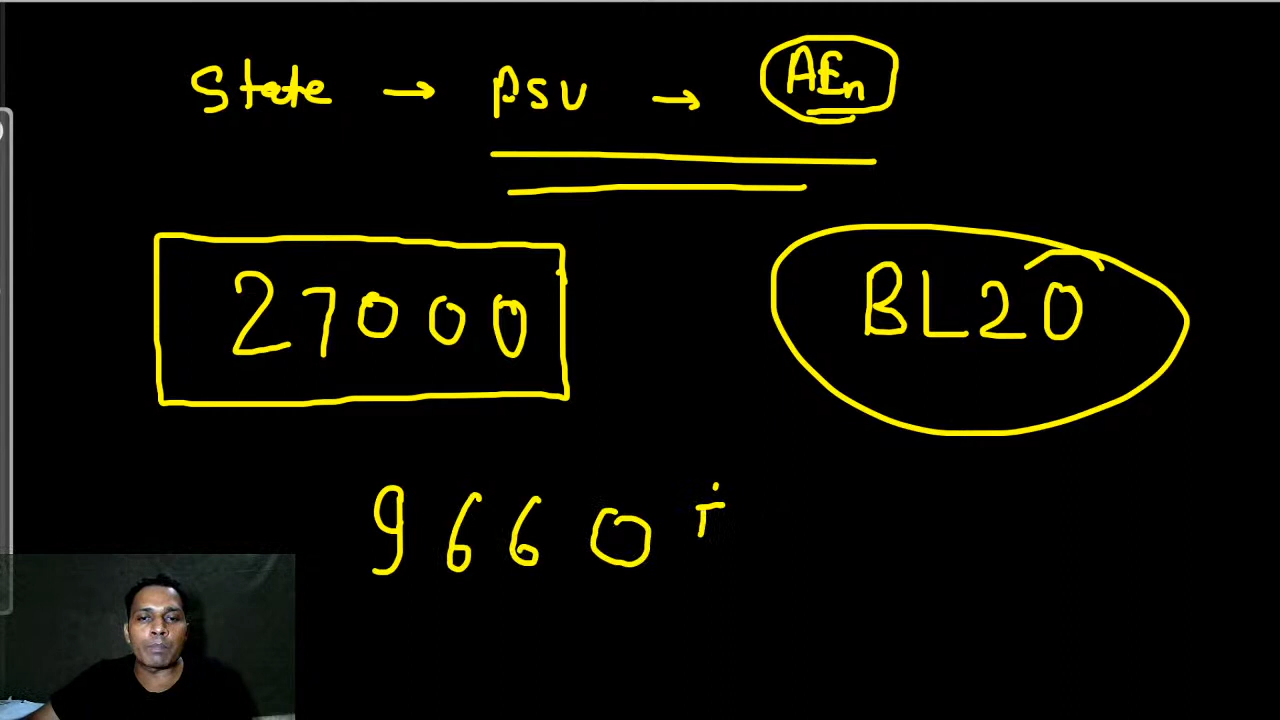 State → PSU → AEn
27000
BL20
9660